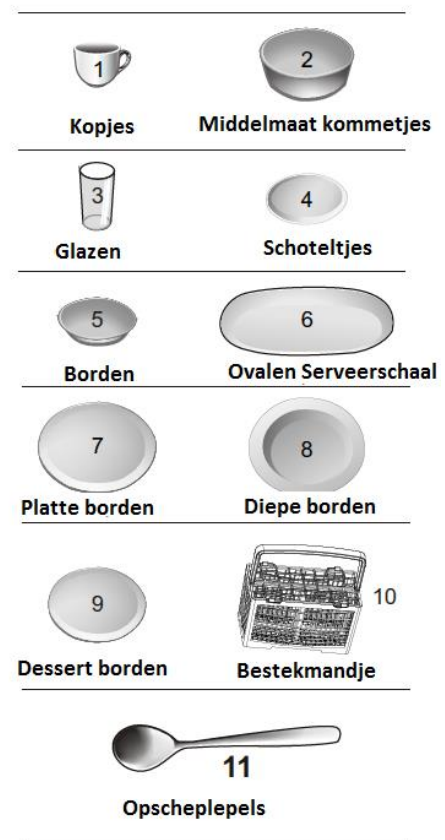 1
2
Kopjes
Middelmaat kommetjes
3
4
Glazen
Schoteltjes
5
6
Borden
Ovalen Serveerschaal
7
8
Platte borden
Diepe borden
9
10
Dessert borden
Bestekmandje
11
Opscheplepels